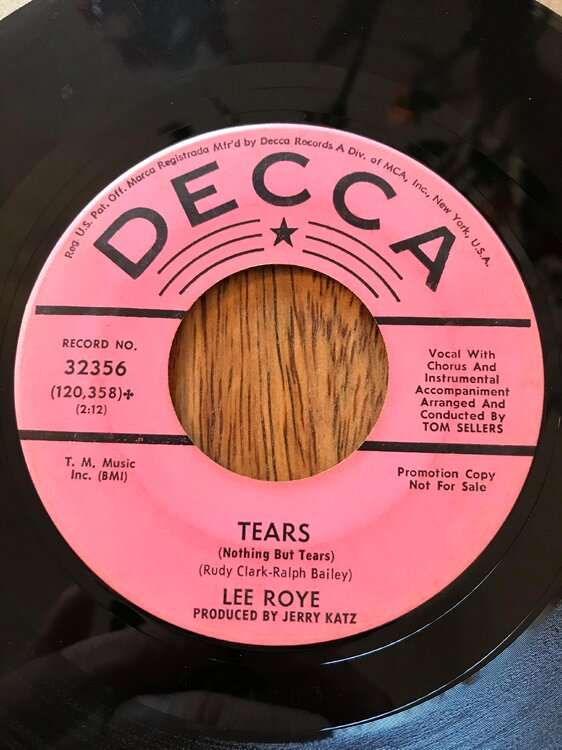 Reg. U.S. Pat. Off. Marca Registrada Mfr'd by Decca Records A Div. of MCA, Inc., New York, U.S.A.
DECCA
RECORD NO.
32356
(120,358)✤
(2:12)
Vocal With
Chorus And
Instrumental
Accompaniment
Arranged And
Conducted By
TOM SELLERS
T. M. Music
Inc. (BMI)
Promotion Copy
Not For Sale
TEARS
(Nothing But Tears)
(Rudy Clark-Ralph Bailey)
LEE ROYE
PRODUCED BY JERRY KATZ